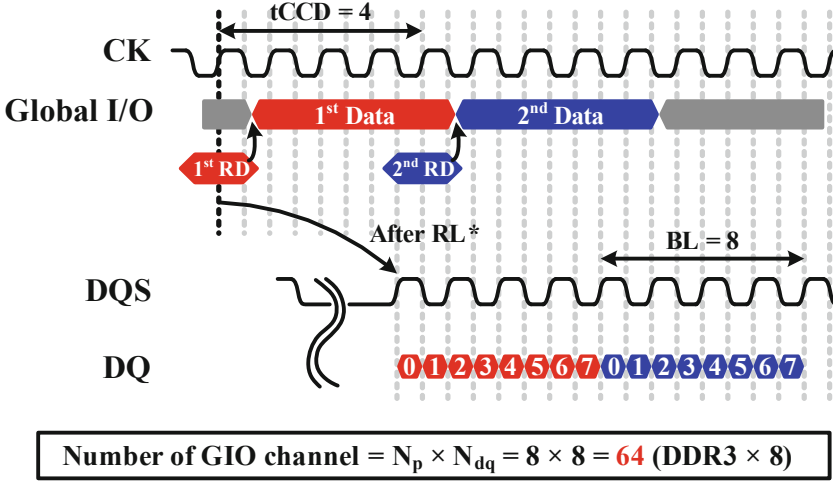 tCCD = 4
CK
Global I/O
1st Data
2nd Data
1st RD
2nd RD
After RL*
BL = 8
DQS
DQ
0 1 2 3 4 5 6 7 0 1 2 3 4 5 6 7
Number of GIO channel = Np × Ndq = 8 × 8 = 64 (DDR3 × 8)